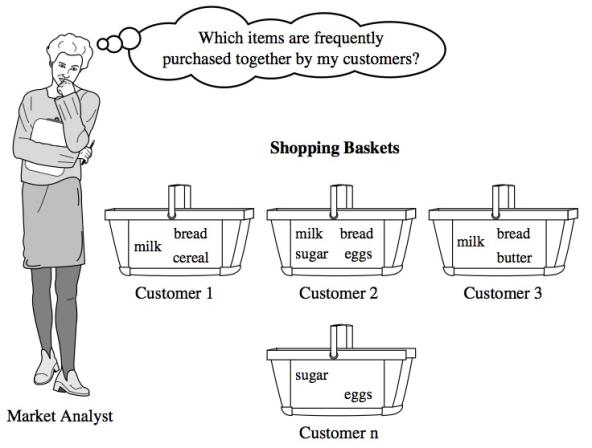 Which items are frequently
purchased together by my customers?
Shopping Baskets
milk bread
cereal
Customer 1
milk bread
sugar eggs
Customer 2
milk bread
butter
Customer 3
sugar
eggs
Customer n
Market Analyst